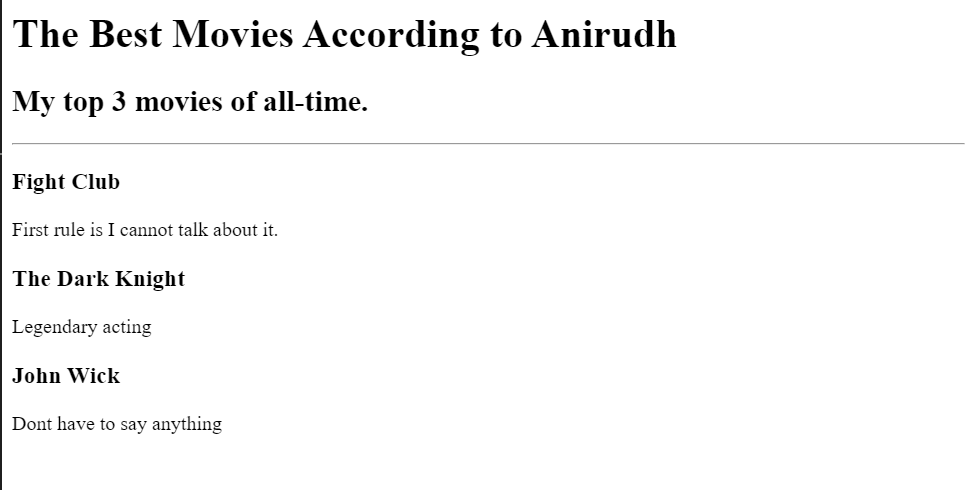 The Best Movies According to Anirudh
My top 3 movies of all-time.
Fight Club
First rule is I cannot talk about it.
The Dark Knight
Legendary acting
John Wick
Dont have to say anything